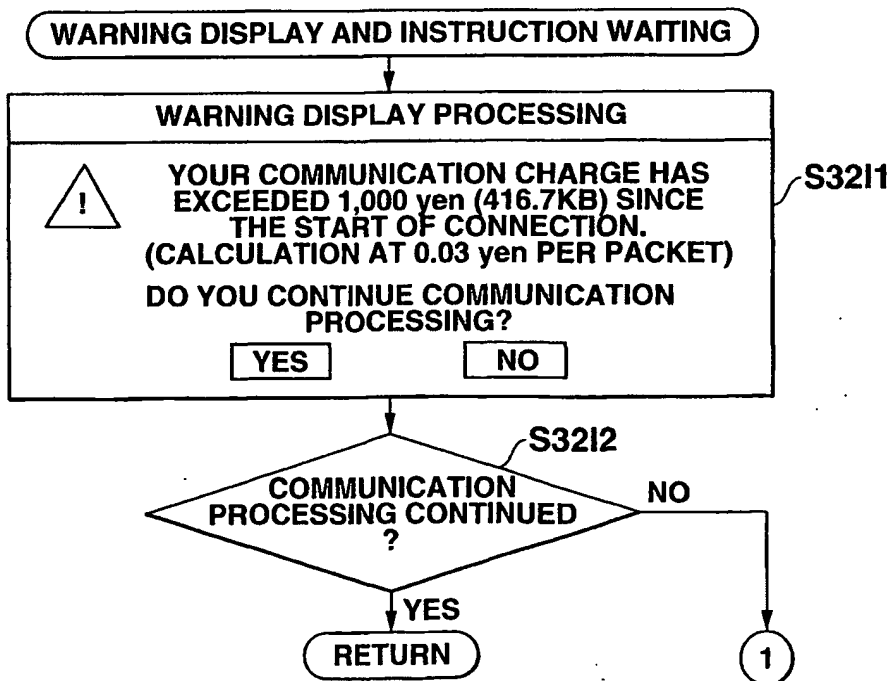 WARNING DISPLAY AND INSTRUCTION WAITING
WARNING DISPLAY PROCESSING
!
YOUR COMMUNICATION CHARGE HAS
EXCEEDED 1,000 yen (416.7KB) SINCE
THE START OF CONNECTION.
(CALCULATION AT 0.03 yen PER PACKET)
DO YOU CONTINUE COMMUNICATION
PROCESSING?
YES
NO
S32I1
S32I2
COMMUNICATION
PROCESSING CONTINUED
?
NO
YES
RETURN
1